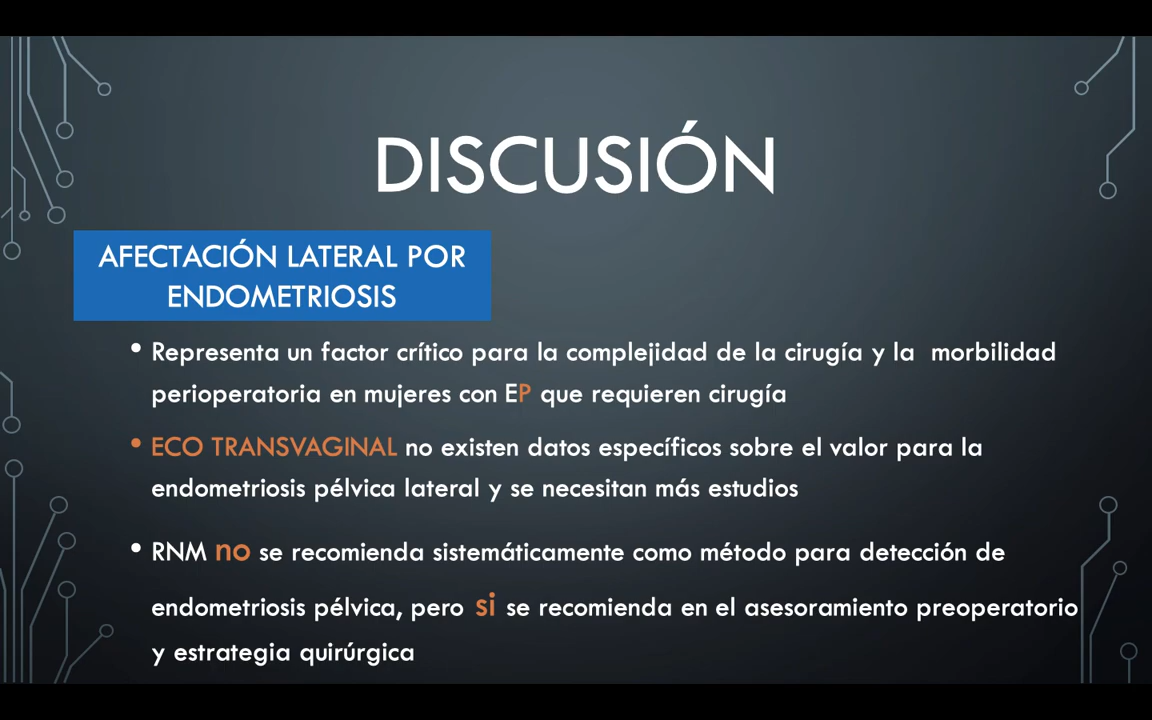 DISCUSIÓN
AFECTACIÓN LATERAL POR
ENDOMETRIOSIS
• Representa un factor crítico para la complejidad de la cirugía y la morbilidad
perioperatoria en mujeres con EP que requieren cirugía
• ECO TRANSVAGINAL no existen datos específicos sobre el valor para la
endometriosis pélvica lateral y se necesitan más estudios
• RNM no se recomienda sistemáticamente como método para detección de
endometriosis pélvica, pero si se recomienda en el asesoramiento preoperatorio
y estrategia quirúrgica